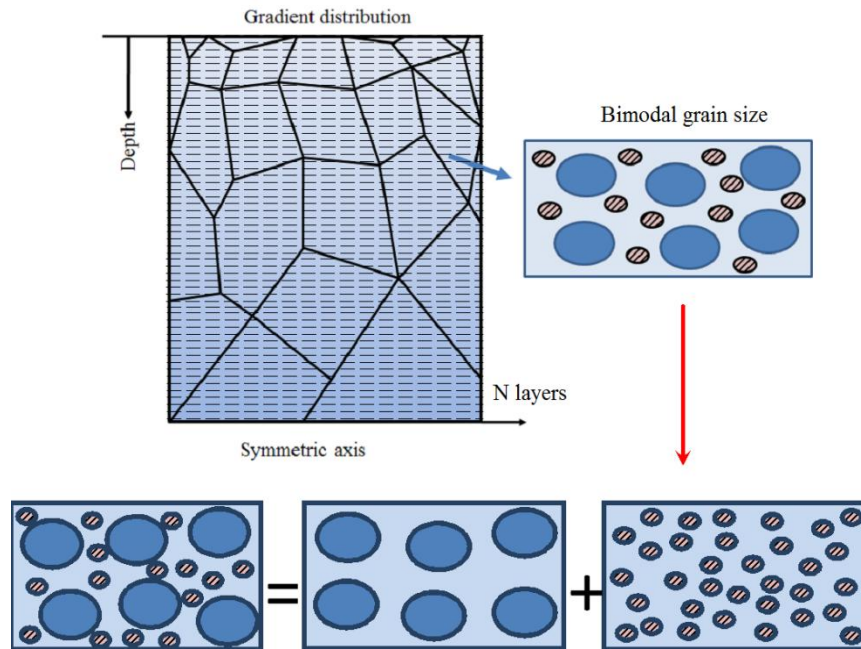 Gradient distribution
Depth
Bimodal grain size
N layers
Symmetric axis
=
+